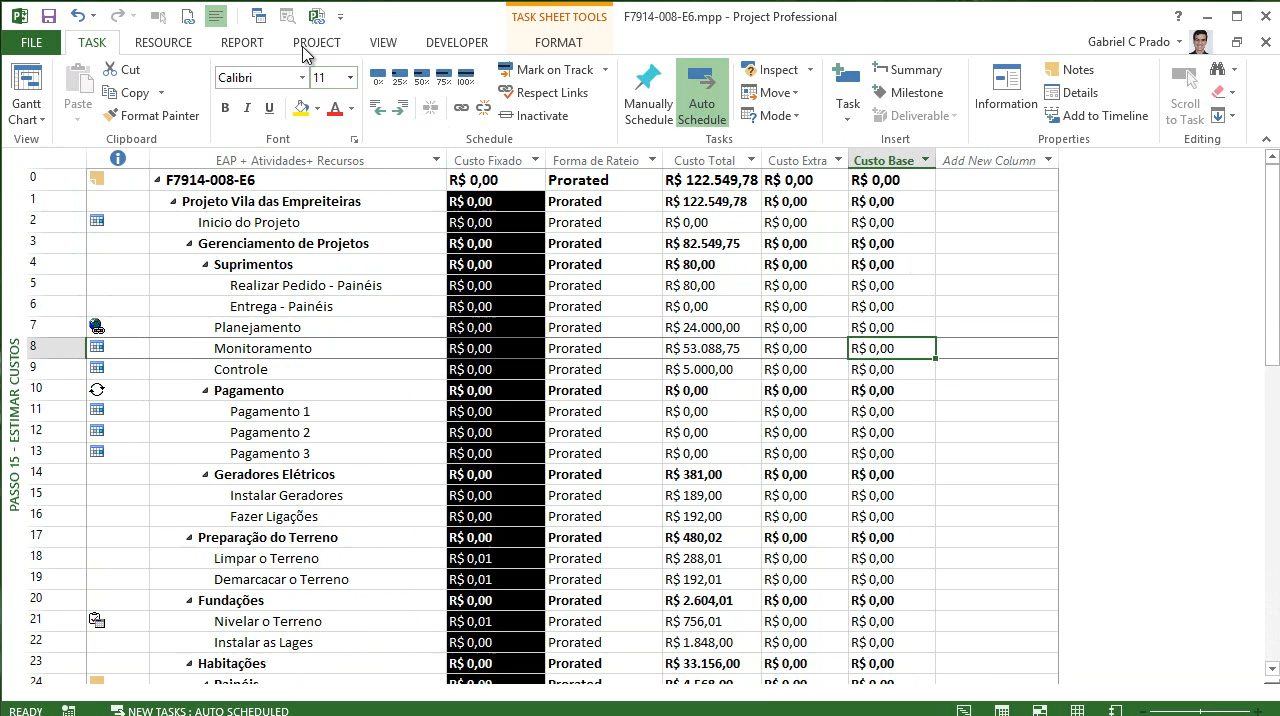 TASK SHEET TOOLS
F7914-008-E6.mpp - Project Professional
FILE TASK RESOURCE REPORT PROJECT VIEW DEVELOPER FORMAT
Gabriel C Prado
Gantt Chart
View
Paste
Cut
Copy
Format Painter
Clipboard
Calibri 11
B I U A
Font
0% 25% 50% 75% 100%
Mark on Track
Respect Links
Inactivate
Schedule
Manually Schedule
Auto Schedule
Inspect
Move
Mode
Tasks
Task
Summary
Milestone
Deliverable
Insert
Information
Notes
Details
Add to Timeline
Properties
Scroll to Task
Editing
EAP + Atividades+ Recursos Custo Fixado Forma de Rateio Custo Total Custo Extra Custo Base Add New Column
0 F7914-008-E6 R$ 0,00 Prorated R$ 122.549,78 R$ 0,00 R$ 0,00
1 Projeto Vila das Empreiteiras R$ 0,00 Prorated R$ 122.549,78 R$ 0,00 R$ 0,00
2 Inicio do Projeto R$ 0,00 Prorated R$ 0,00 R$ 0,00 R$ 0,00
3 Gerenciamento de Projetos R$ 0,00 Prorated R$ 82.549,75 R$ 0,00 R$ 0,00
4 Suprimentos R$ 0,00 Prorated R$ 80,00 R$ 0,00 R$ 0,00
5 Realizar Pedido - Painéis R$ 0,00 Prorated R$ 80,00 R$ 0,00 R$ 0,00
6 Entrega - Painéis R$ 0,00 Prorated R$ 0,00 R$ 0,00 R$ 0,00
7 Planejamento R$ 0,00 Prorated R$ 24.000,00 R$ 0,00 R$ 0,00
8 Monitoramento R$ 0,00 Prorated R$ 53.088,75 R$ 0,00 R$ 0,00
9 Controle R$ 0,00 Prorated R$ 5.000,00 R$ 0,00 R$ 0,00
10 Pagamento R$ 0,00 Prorated R$ 0,00 R$ 0,00 R$ 0,00
11 Pagamento 1 R$ 0,00 Prorated R$ 0,00 R$ 0,00 R$ 0,00
12 Pagamento 2 R$ 0,00 Prorated R$ 0,00 R$ 0,00 R$ 0,00
13 Pagamento 3 R$ 0,00 Prorated R$ 0,00 R$ 0,00 R$ 0,00
14 Geradores Elétricos R$ 0,00 Prorated R$ 381,00 R$ 0,00 R$ 0,00
15 Instalar Geradores R$ 0,00 Prorated R$ 189,00 R$ 0,00 R$ 0,00
16 Fazer Ligações R$ 0,00 Prorated R$ 192,00 R$ 0,00 R$ 0,00
17 Preparação do Terreno R$ 0,00 Prorated R$ 480,02 R$ 0,00 R$ 0,00
18 Limpar o Terreno R$ 0,01 Prorated R$ 288,01 R$ 0,00 R$ 0,00
19 Demarcacar o Terreno R$ 0,01 Prorated R$ 192,01 R$ 0,00 R$ 0,00
20 Fundações R$ 0,00 Prorated R$ 2.604,01 R$ 0,00 R$ 0,00
21 Nivelar o Terreno R$ 0,01 Prorated R$ 756,01 R$ 0,00 R$ 0,00
22 Instalar as Lages R$ 0,00 Prorated R$ 1.848,00 R$ 0,00 R$ 0,00
23 Habitações R$ 0,00 Prorated R$ 33.156,00 R$ 0,00 R$ 0,00
24 Painéis R$ 0,00 Prorated R$ 4.568,00 R$ 0,00 R$ 0,00
PASSO 15 - ESTIMAR CUSTOS
READY NEW TASKS : AUTO SCHEDULED